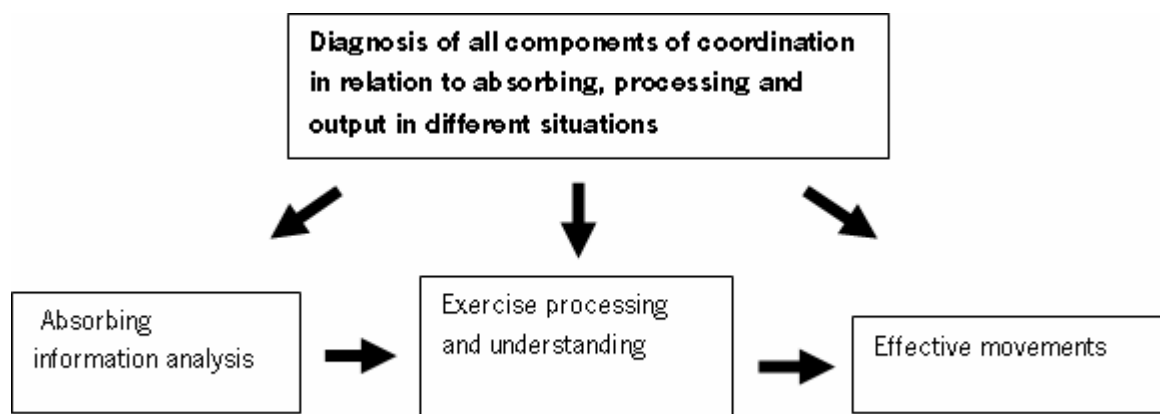 Diagnosis of all components of coordination
in relation to absorbing, processing and
output in different situations
Absorbing
information analysis
Exercise processing
and understanding
Effective movements